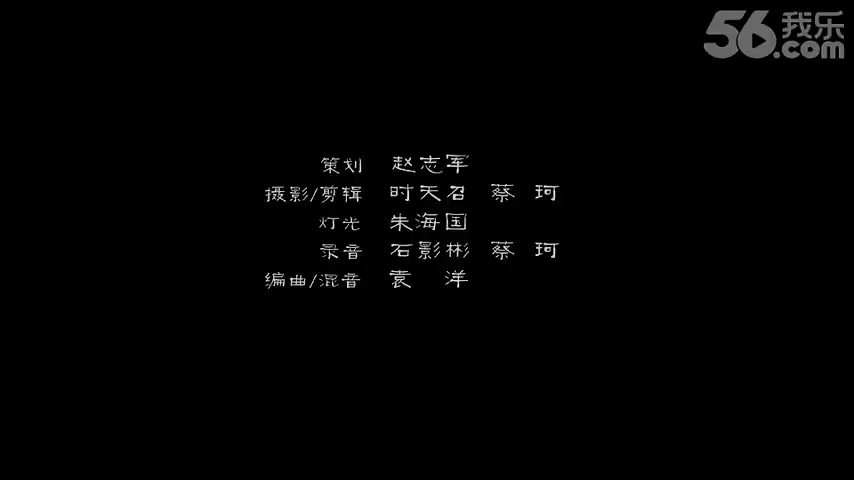 56我乐
.com
策划 赵志军
摄影/剪辑 时天召 蔡 珂
灯光 朱海国
录音 石影彬 蔡 珂
编曲/混音 袁 洋